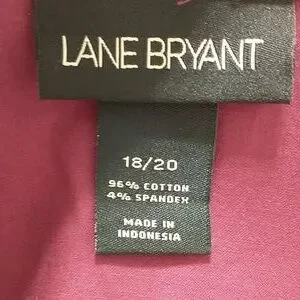 LANE BRYANT
18/20
96% COTTON
4% SPANDEX
MADE IN
INDONESIA